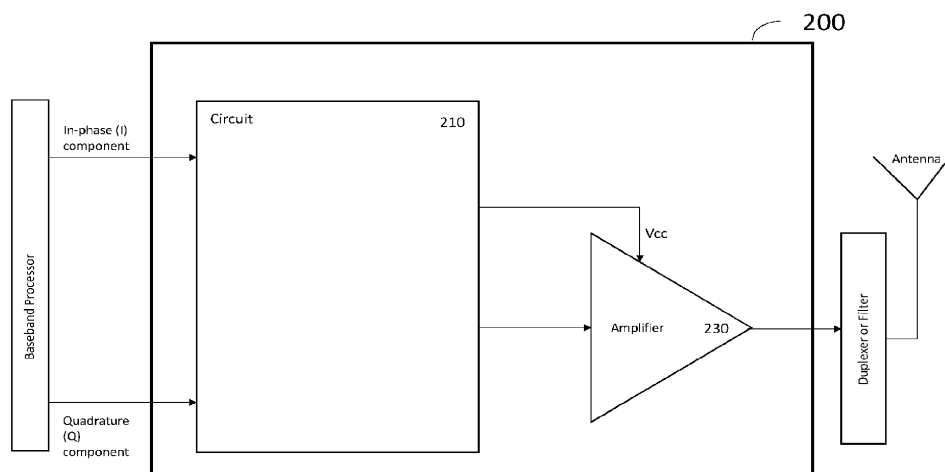 200
Baseband Processor
In-phase (I)
component
Circuit
210
Vcc
Amplifier
230
Duplexer or Filter
Antenna
Quadrature
(Q)
component